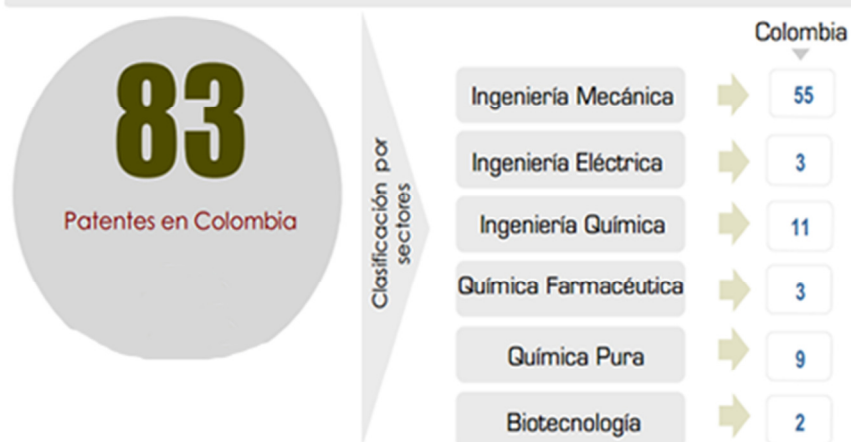 83
Patentes en Colombia
Clasificación por
sectores
Colombia
Ingeniería Mecánica 55
Ingeniería Eléctrica 3
Ingeniería Química 11
Química Farmacéutica 3
Química Pura 9
Biotecnología 2